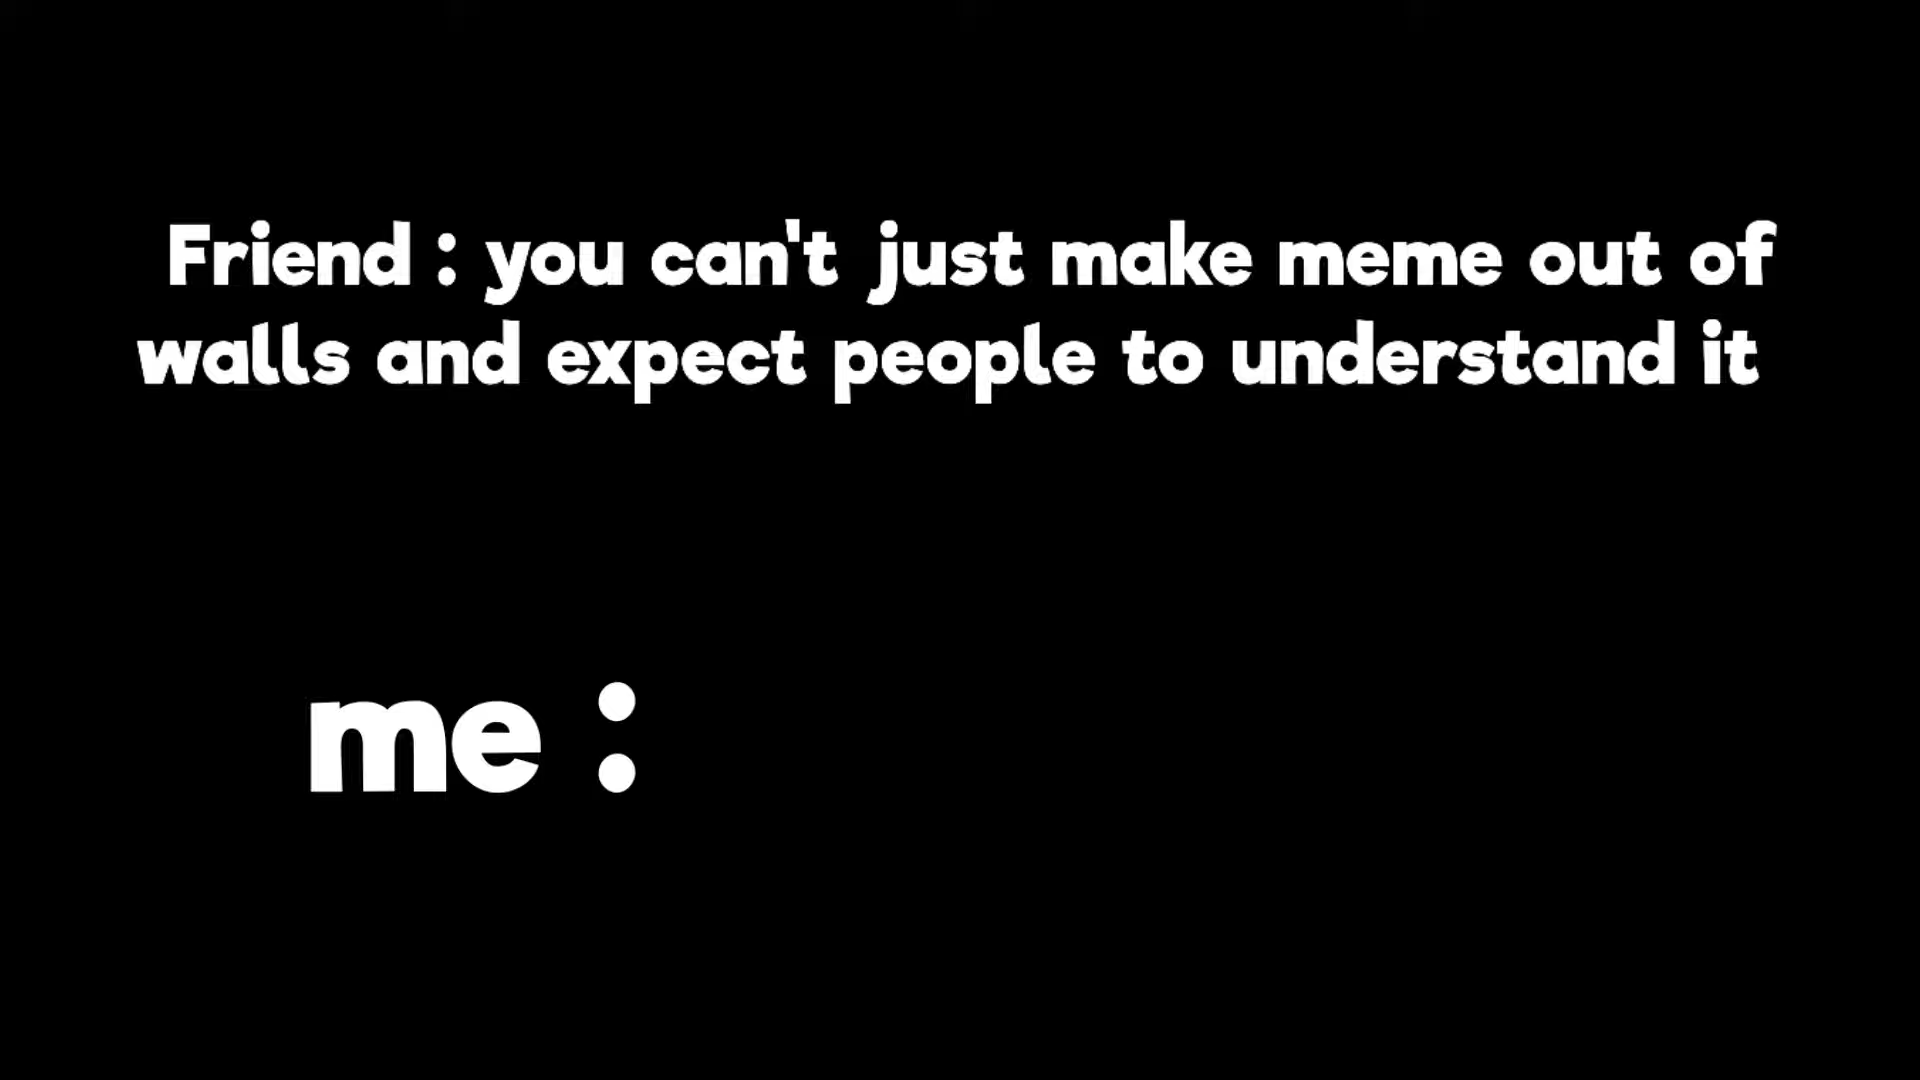 Friend : you can't just make meme out of
walls and expect people to understand it
me :